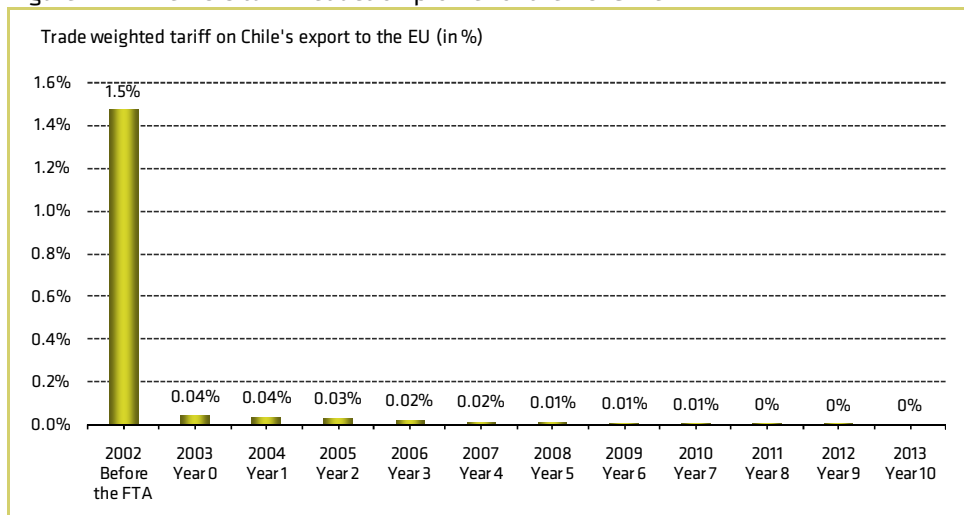 Trade weighted tariff on Chile's export to the EU (in %)
1.6%
1.5%
1.4%
1.2%
1.0%
0.8%
0.6%
0.4%
0.2%
0.04% 0.04% 0.03% 0.02% 0.02% 0.01% 0.01% 0.01% 0% 0% 0%
0.0%
2002 2003 2004 2005 2006 2007 2008 2009 2010 2011 2012 2013
Before Year 0 Year 1 Year 2 Year 3 Year 4 Year 5 Year 6 Year 7 Year 8 Year 9 Year 10
the FTA